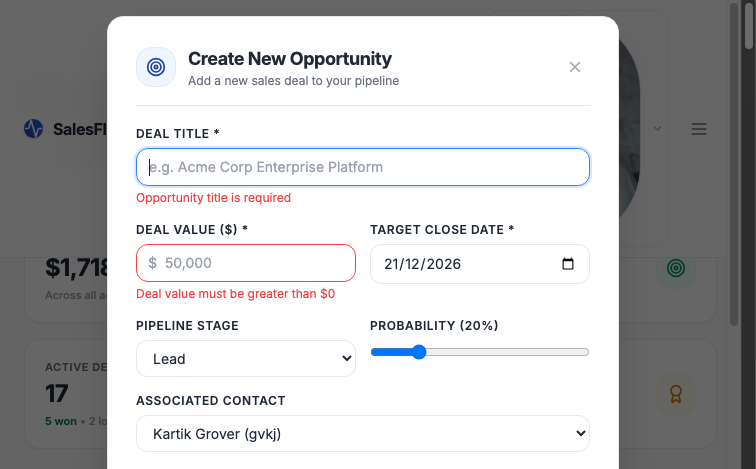 Create New Opportunity
Add a new sales deal to your pipeline
SalesFl
DEAL TITLE *
e.g. Acme Corp Enterprise Platform
Opportunity title is required
DEAL VALUE ($) *
TARGET CLOSE DATE *
$ 50,000
21/12/2026
Deal value must be greater than $0
$1,718
Across all a
PIPELINE STAGE
PROBABILITY (20%)
Lead
ACTIVE DE
17
5 won • 2 lo
ASSOCIATED CONTACT
Kartik Grover (gvkj)